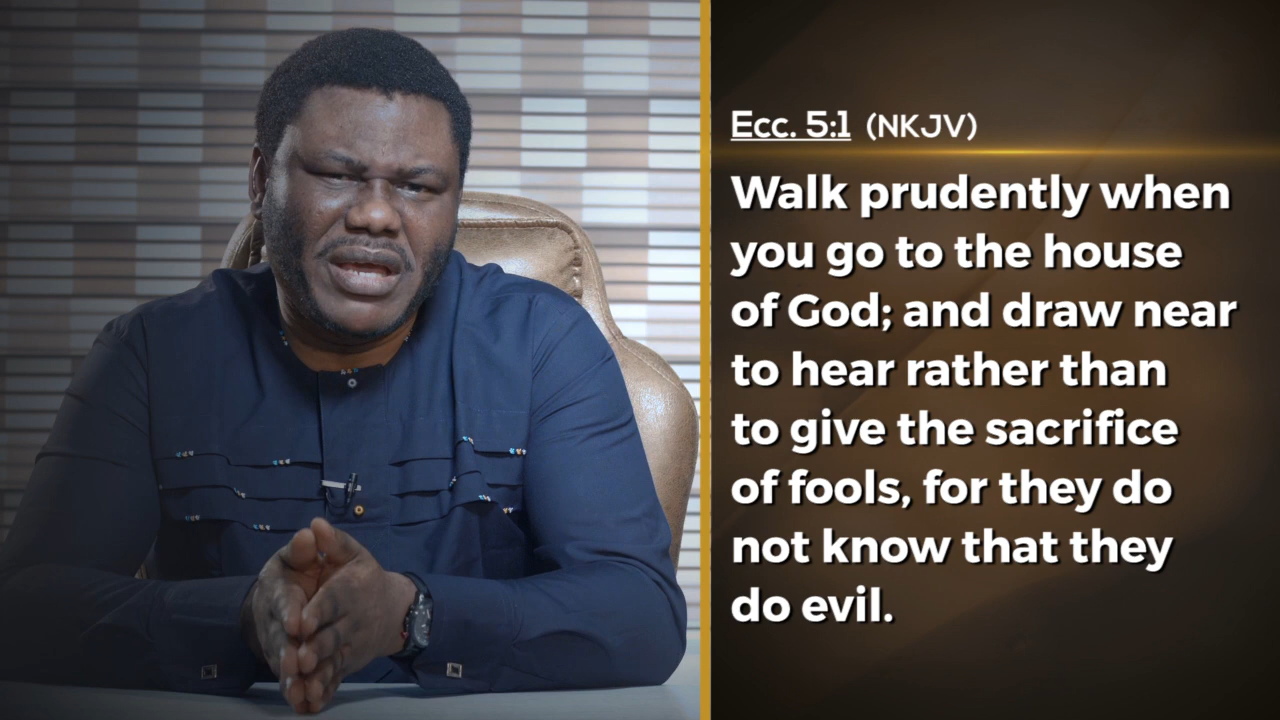 Ecc. 5:1 (NKJV)
Walk prudently when
you go to the house
of God; and draw near
to hear rather than
to give the sacrifice
of fools, for they do
not know that they
do evil.